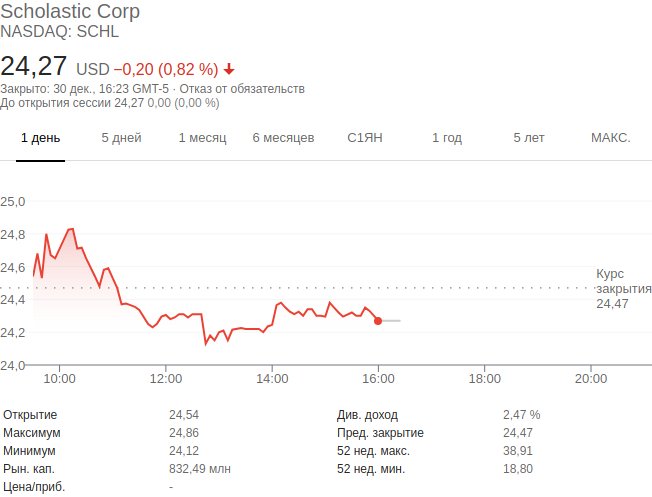 Scholastic Corp
NASDAQ: SCHL
24,27 USD −0,20 (0,82 %)
Закрыто: 30 дек., 16:23 GMT-5 · Отказ от обязательств
До открытия сессии 24,27 0,00 (0,00 %)
1 день 5 дней 1 месяц 6 месяцев С1ЯН 1 год 5 лет МАКС.
25,0
24,8
24,6
Курс
закрытия
24,47
24,4
24,2
24,0
10:00 12:00 14:00 16:00 18:00 20:00
Открытие 24,54 Див. доход 2,47 %
Максимум 24,86 Пред. закрытие 24,47
Минимум 24,12 52 нед. макс. 38,91
Рын. кап. 832,49 млн 52 нед. мин. 18,80
Цена/приб. -